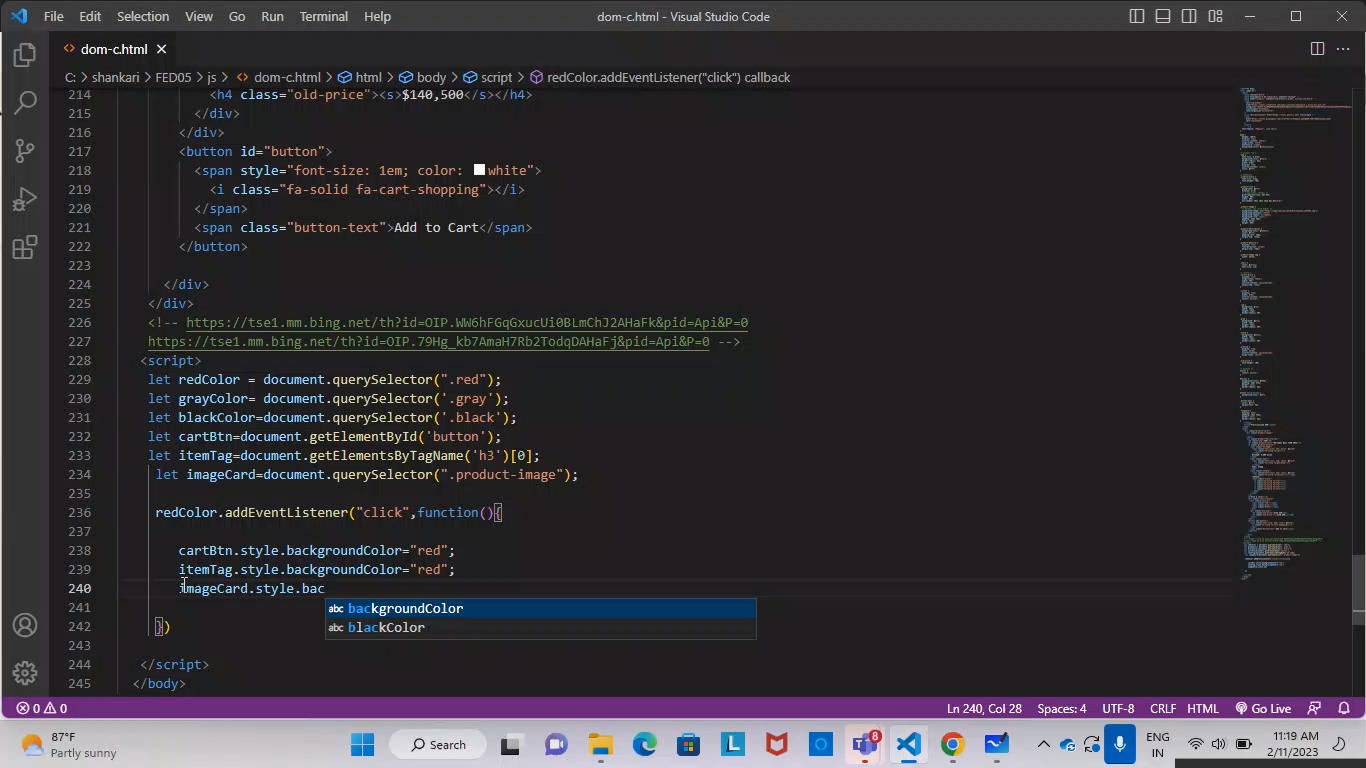 File Edit Selection View Go Run Terminal Help
dom-c.html - Visual Studio Code
dom-c.html
C: > shankari > FED05 > js > dom-c.html > html > body > script > redColor.addEventListener("click") callback
214 <h4 class="old-price"><s>$140,500</s></h4>
215 </div>
216 </div>
217 <button id="button">
218 <span style="font-size: 1em; color: white">
219 <i class="fa-solid fa-cart-shopping"></i>
220 </span>
221 <span class="button-text">Add to Cart</span>
222 </button>
223
224 </div>
225 </div>
226 <!-- https://tse1.mm.bing.net/th?id=OIP.WW6hFGqGxucUi0BLmChJ2AHaFk&pid=Api&P=0
227 https://tse1.mm.bing.net/th?id=OIP.79Hg_kb7AmaH7Rb2TodqDAHaFj&pid=Api&P=0 -->
228 <script>
229 let redColor = document.querySelector(".red");
230 let grayColor= document.querySelector('.gray');
231 let blackColor=document.querySelector('.black');
232 let cartBtn=document.getElementById('button');
233 let itemTag=document.getElementsByTagName('h3')[0];
234 let imageCard=document.querySelector(".product-image");
235
236 redColor.addEventListener("click",function(){
237
238 cartBtn.style.backgroundColor="red";
239 itemTag.style.backgroundColor="red";
240 imageCard.style.bac
abc backgroundColor
241
abc blackColor
242 })
243
244 </script>
245 </body>
0 0
Ln 240, Col 28 Spaces: 4 UTF-8 CRLF HTML Go Live
87°F
Partly sunny
Search
8
ENG
IN
11:19 AM
2/11/2023